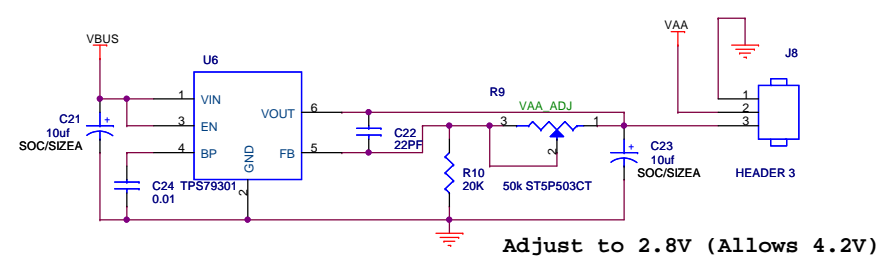 VBUS
VAA
U6
J8
C21
10uf
SOC/SIZEA
1
VIN
3
EN
4
BP
GND
2
VOUT
6
FB
5
TPS79301
C24
0.01
C22
22PF
R9
VAA_ADJ
3
1
2
50k ST5P503CT
R10
20K
C23
10uf
SOC/SIZEA
1
2
3
HEADER 3
Adjust to 2.8V (Allows 4.2V)